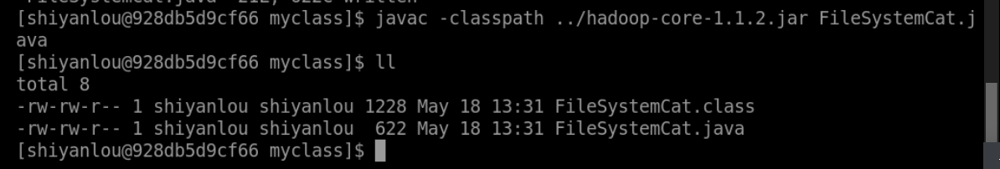 [shiyanlou@928db5d9cf66 myclass]$ javac -classpath ../hadoop-core-1.1.2.jar FileSystemCat.j
ava
[shiyanlou@928db5d9cf66 myclass]$ ll
total 8
-rw-rw-r-- 1 shiyanlou shiyanlou 1228 May 18 13:31 FileSystemCat.class
-rw-rw-r-- 1 shiyanlou shiyanlou  622 May 18 13:31 FileSystemCat.java
[shiyanlou@928db5d9cf66 myclass]$